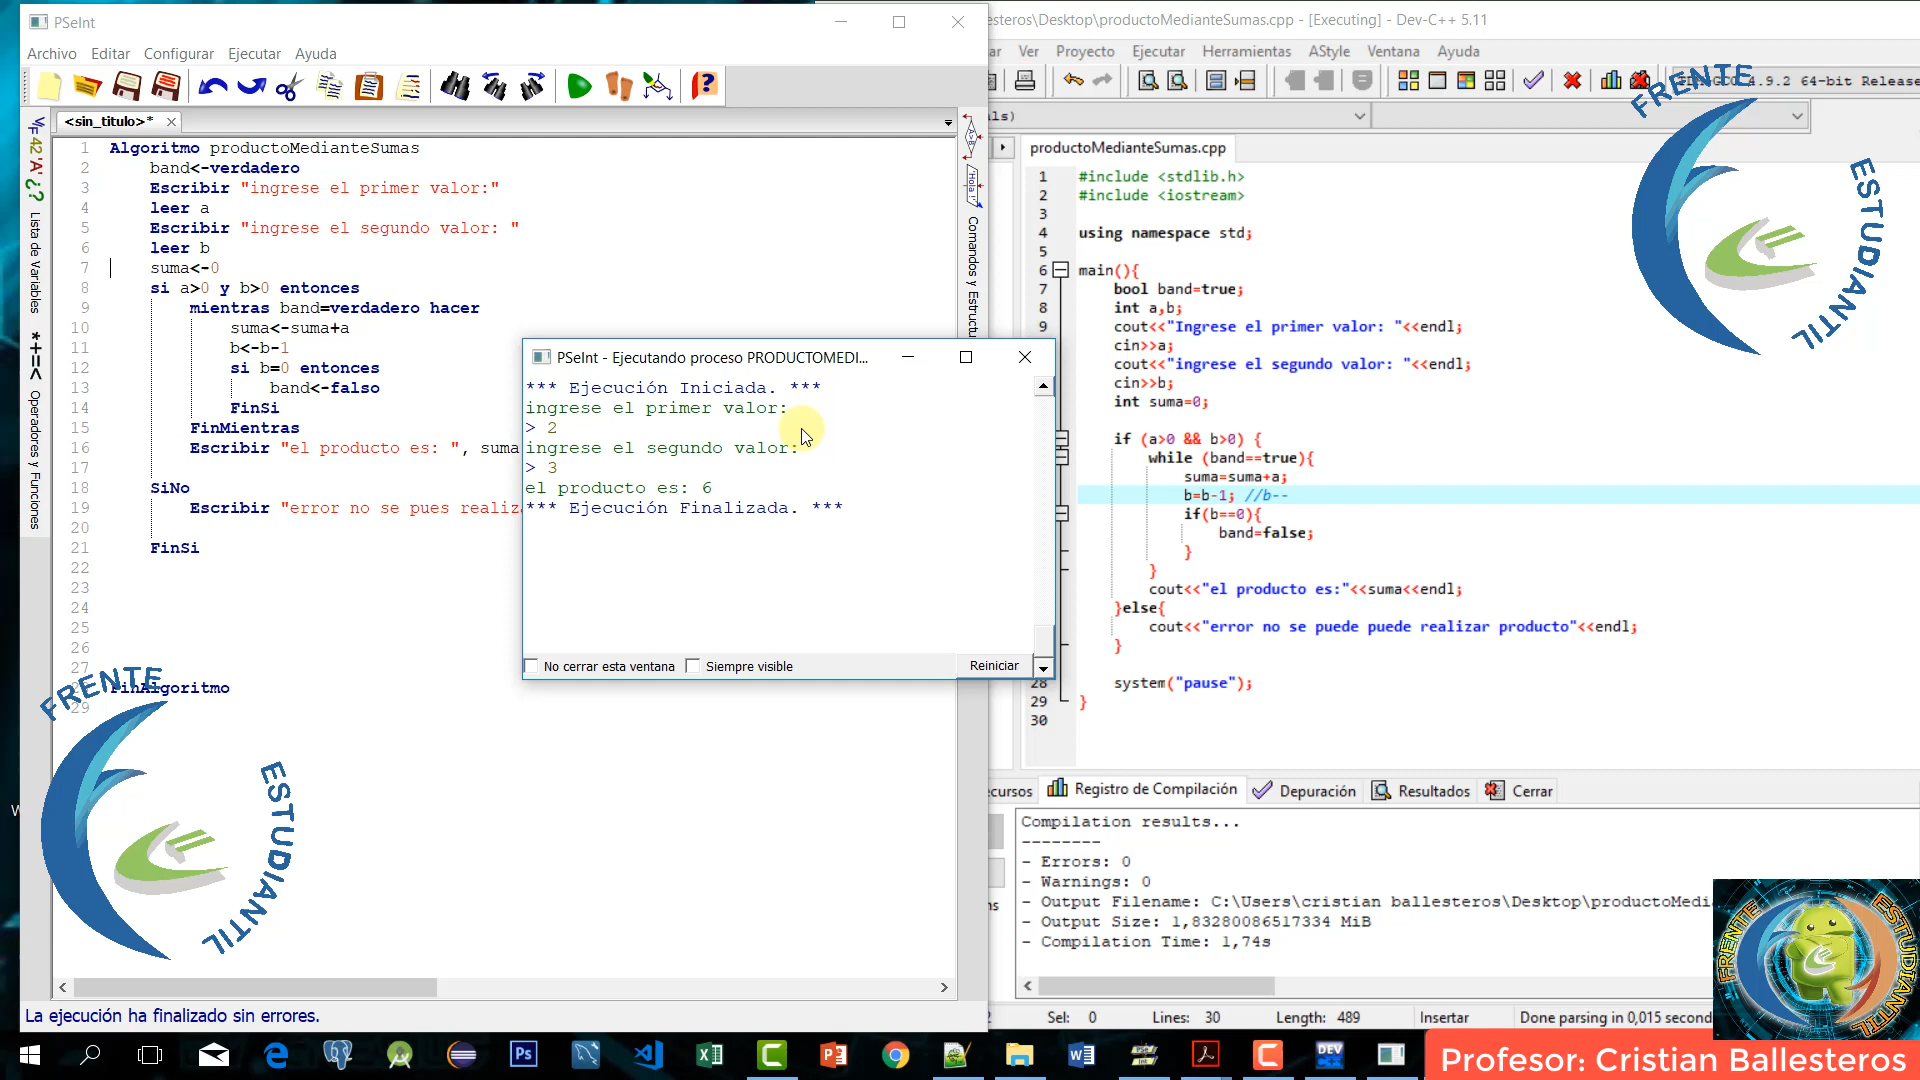 PSeInt
Archivo Editar Configurar Ejecutar Ayuda
<sin_titulo>*
1 Algoritmo productoMedianteSumas
2 band<-verdadero
3 Escribir "ingrese el primer valor:"
4 leer a
5 Escribir "ingrese el segundo valor: "
6 leer b
7 suma<-0
8 si a>0 y b>0 entonces
9 mientras band=verdadero hacer
10 suma<-suma+a
11 b<-b-1
12 si b=0 entonces
13 band<-falso
14 FinSi
15 FinMientras
16 Escribir "el producto es: ", suma
17
18 SiNo
19 Escribir "error no se pues realiz
20
21 FinSi
22
23
24
25
26
27
FinAlgoritmo
29
Lista de Variables
Operadores y Funciones
Comandos y Estructu
La ejecución ha finalizado sin errores.
PSeInt - Ejecutando proceso PRODUCTOMEDI...
*** Ejecución Iniciada. ***
ingrese el primer valor:
> 2
ingrese el segundo valor:
> 3
el producto es: 6
*** Ejecución Finalizada. ***
No cerrar esta ventana Siempre visible Reiniciar
esteros\Desktop\productoMedianteSumas.cpp - [Executing] - Dev-C++ 5.11
ar Ver Proyecto Ejecutar Herramientas AStyle Ventana Ayuda
4.9.2 64-bit Release
als)
productoMedianteSumas.cpp
1 #include <stdlib.h>
2 #include <iostream>
3
4 using namespace std;
5
6 main(){
7 bool band=true;
8 int a,b;
9 cout<<"Ingrese el primer valor: "<<endl;
cin>>a;
cout<<"ingrese el segundo valor: "<<endl;
cin>>b;
int suma=0;
if (a>0 && b>0) {
while (band==true){
suma=suma+a;
b=b-1; //b--
if(b==0){
band=false;
}
}
cout<<"el producto es:"<<suma<<endl;
}else{
cout<<"error no se puede puede realizar producto"<<endl;
}
28 system("pause");
29 }
30
ecursos Registro de Compilación Depuración Resultados Cerrar
Compilation results...
--------
- Errors: 0
- Warnings: 0
- Output Filename: C:\Users\cristian ballesteros\Desktop\productoMedi
- Output Size: 1,83280086517334 MiB
- Compilation Time: 1,74s
Sel: 0 Lines: 30 Length: 489 Insertar Done parsing in 0,015 second
FRENTE ESTUDIANTIL
FRENTE ESTUDIANTIL
FRENTE ESTUDIANTIL
Profesor: Cristian Ballesteros